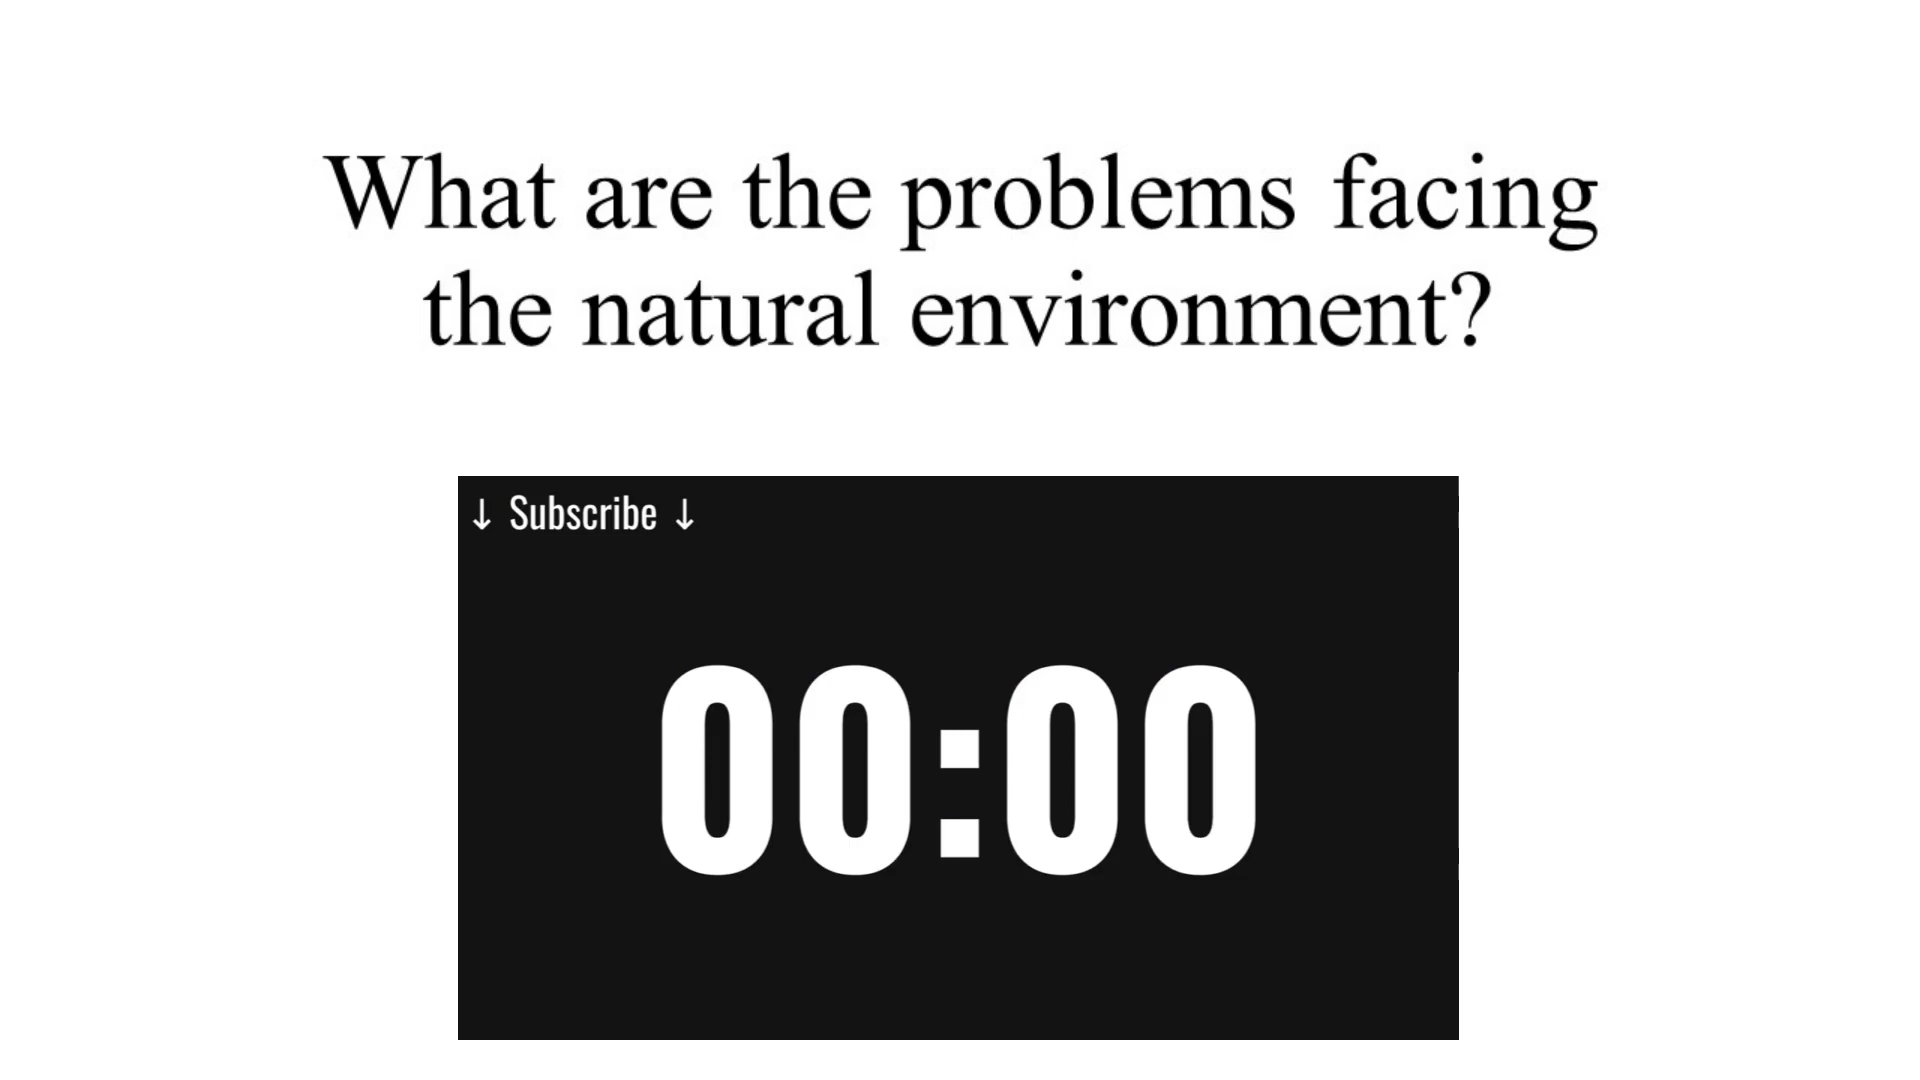 What are the problems facing
the natural environment?
↓ Subscribe ↓
00:00